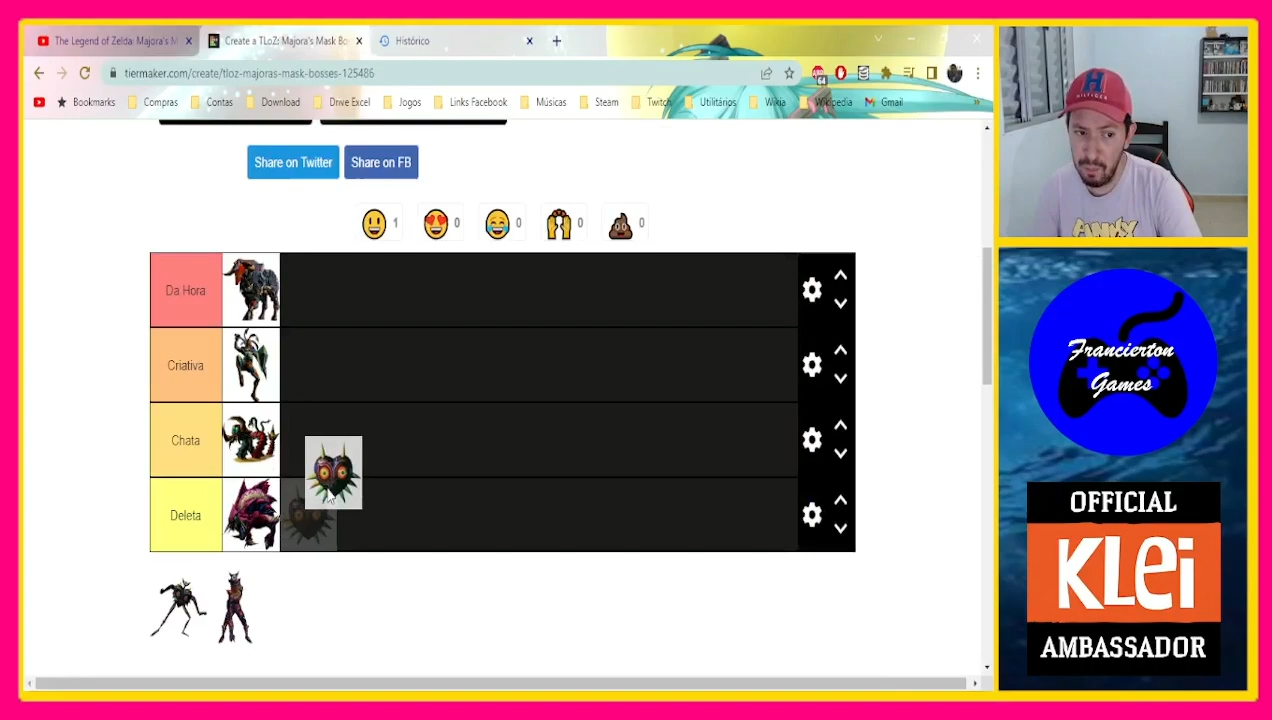 The Legend of Zelda: Majora's M
Create a TLoZ: Majora's Mask Bo
Histórico
tiermaker.com/create/tloz-majoras-mask-bosses-125486
64
Bookmarks
Compras
Contas
Download
Drive Excel
Jogos
Links Facebook
Músicas
Steam
Twitch
Utilitários
Wikia
Wikipedia
Gmail
Share on Twitter
Share on FB
1
0
0
0
0
Da Hora
Criativa
Chata
Deleta
H
HILFIGER
Francierton
Games
OFFICIAL
KLei
AMBASSADOR